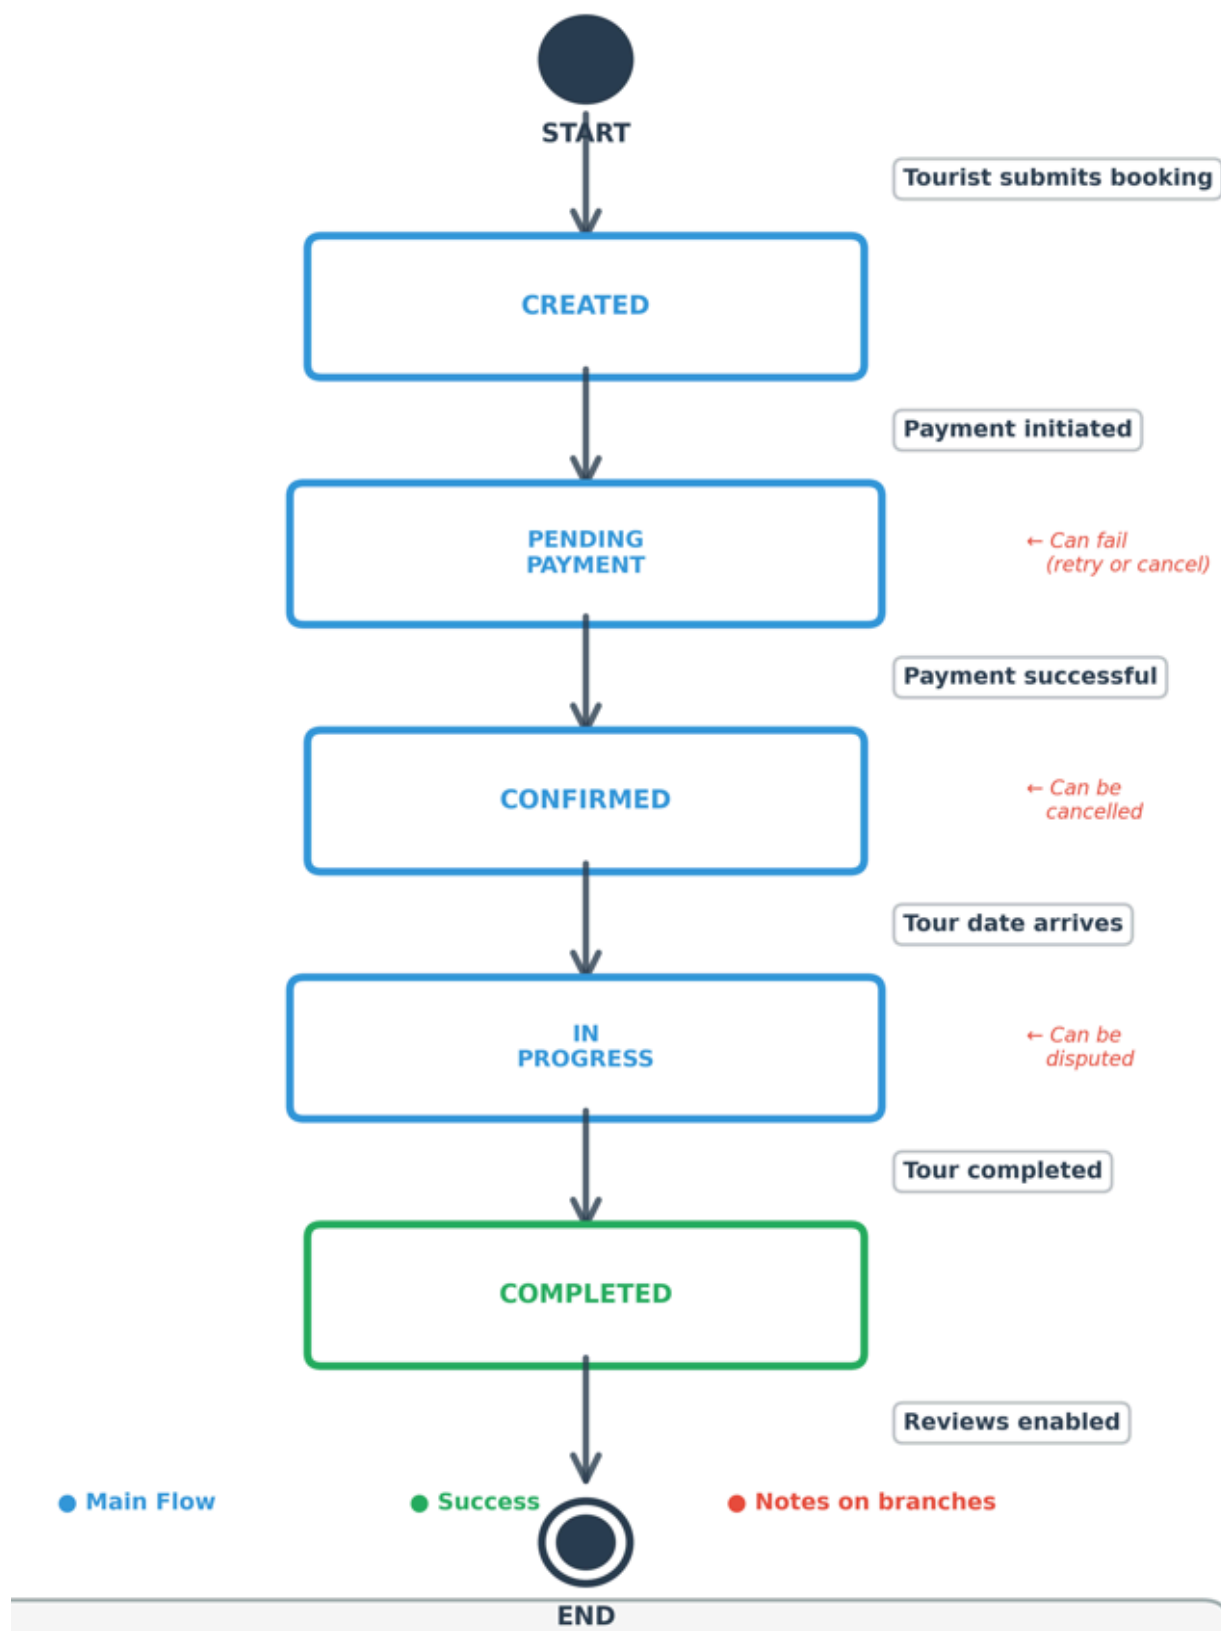 START
Tourist submits booking
CREATED
Payment initiated
PENDING
PAYMENT
← Can fail
(retry or cancel)
Payment successful
CONFIRMED
← Can be
cancelled
Tour date arrives
IN
PROGRESS
← Can be
disputed
Tour completed
COMPLETED
Reviews enabled
Main Flow
Success
Notes on branches
END